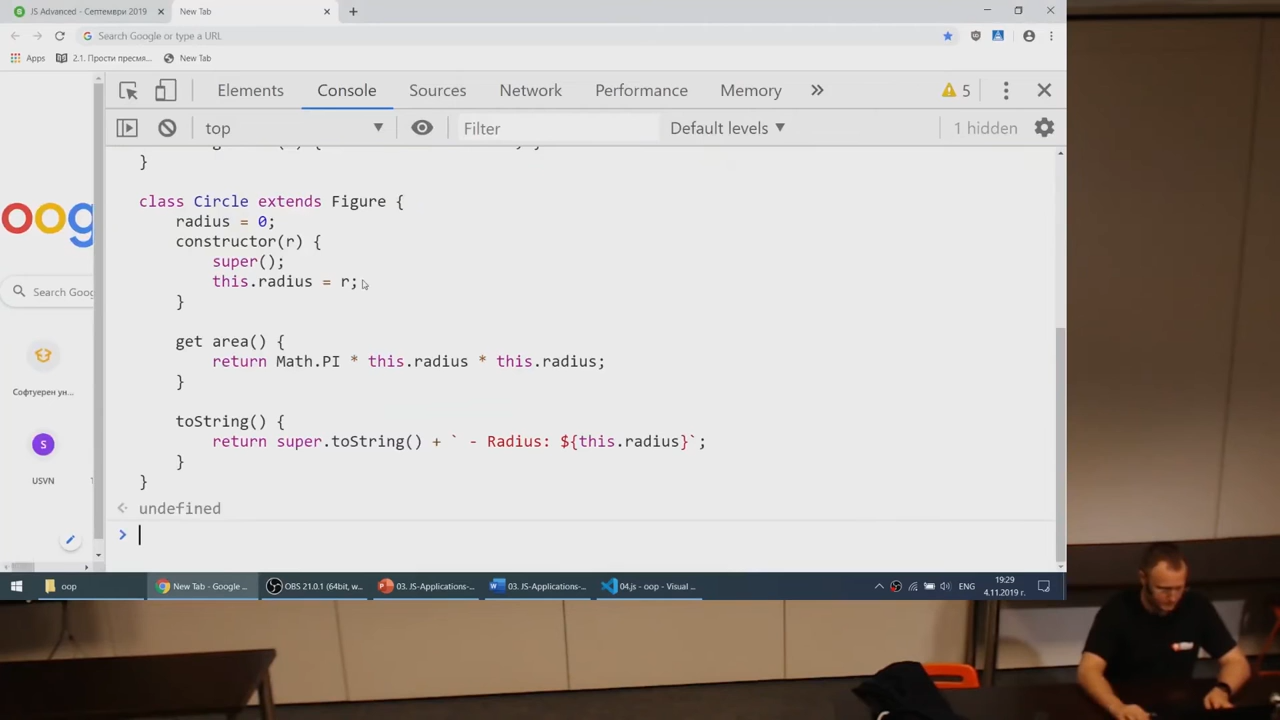 JS Advanced - Септември 2019
New Tab
Search Google or type a URL
Apps
2.1. Прости пресмя...
New Tab
Elements
Console
Sources
Network
Performance
Memory
5
top
Filter
Default levels
1 hidden
}
class Circle extends Figure {
radius = 0;
constructor(r) {
super();
this.radius = r;
}
get area() {
return Math.PI * this.radius * this.radius;
}
toString() {
return super.toString() + ` - Radius: ${this.radius}`;
}
}
undefined
oog
Search Goog
Софтуерен ун...
S
USVN
oop
New Tab - Google ...
OBS 21.0.1 (64bit, w...
03. JS-Applications-...
03. JS-Applications-...
04.js - oop - Visual ...
ЕНГ
19:29
4.11.2019 г.